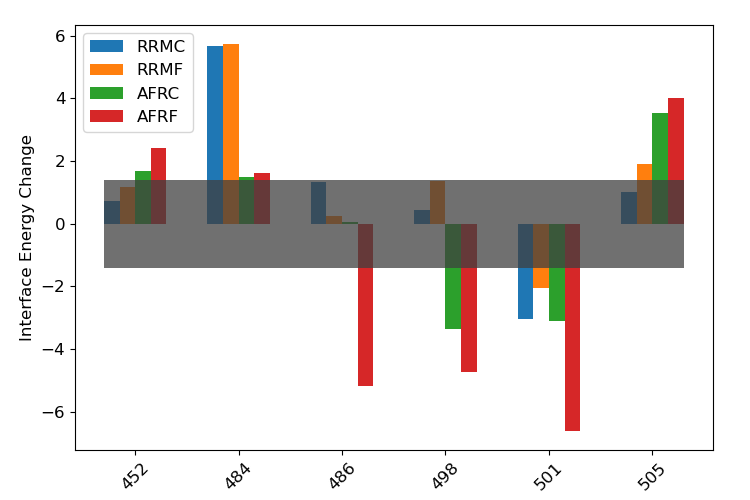 6
4
2
0
−2
−4
−6
Interface Energy Change
RRMC
RRMF
AFRC
AFRF
452
484
486
498
501
505